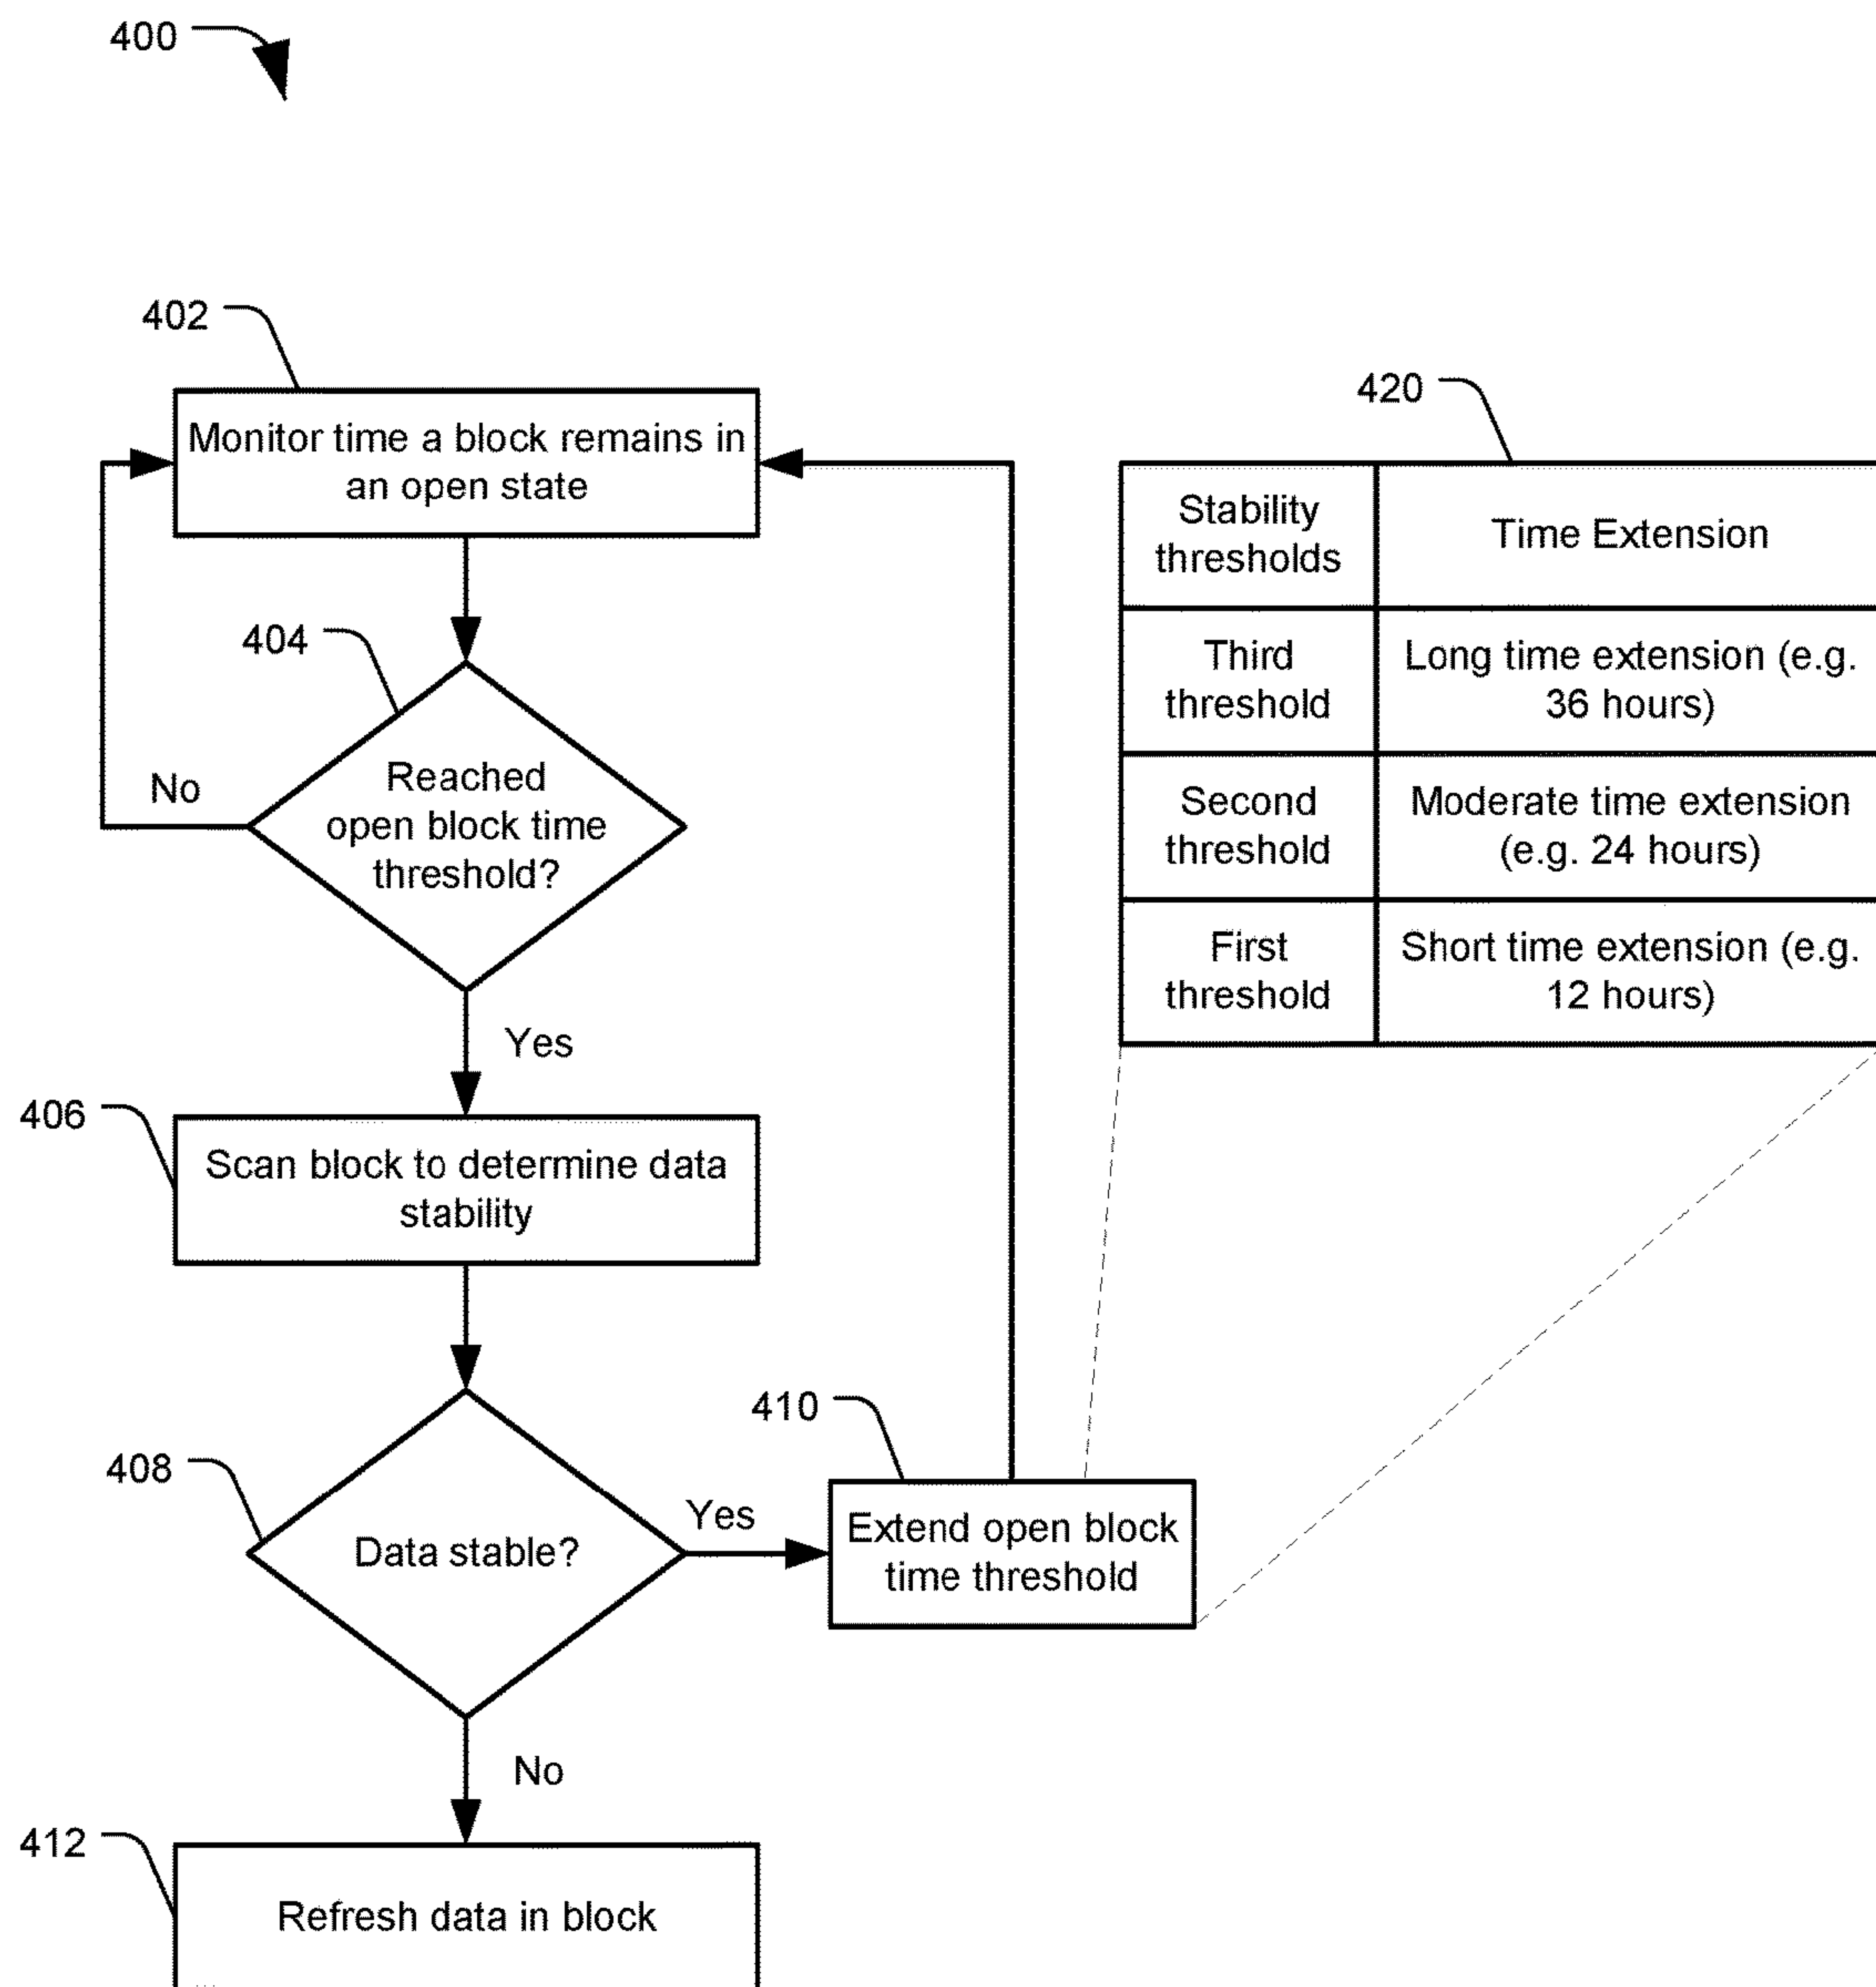 400
402
Monitor time a block remains in
an open state
404
Reached
open block time
threshold?
No
Yes
406
Scan block to determine data
stability
408
Data stable?
Yes
410
Extend open block
time threshold
No
412
Refresh data in block
420
Stability
thresholds
Time Extension
Third
threshold
Long time extension (e.g.
36 hours)
Second
threshold
Moderate time extension
(e.g. 24 hours)
First
threshold
Short time extension (e.g.
12 hours)